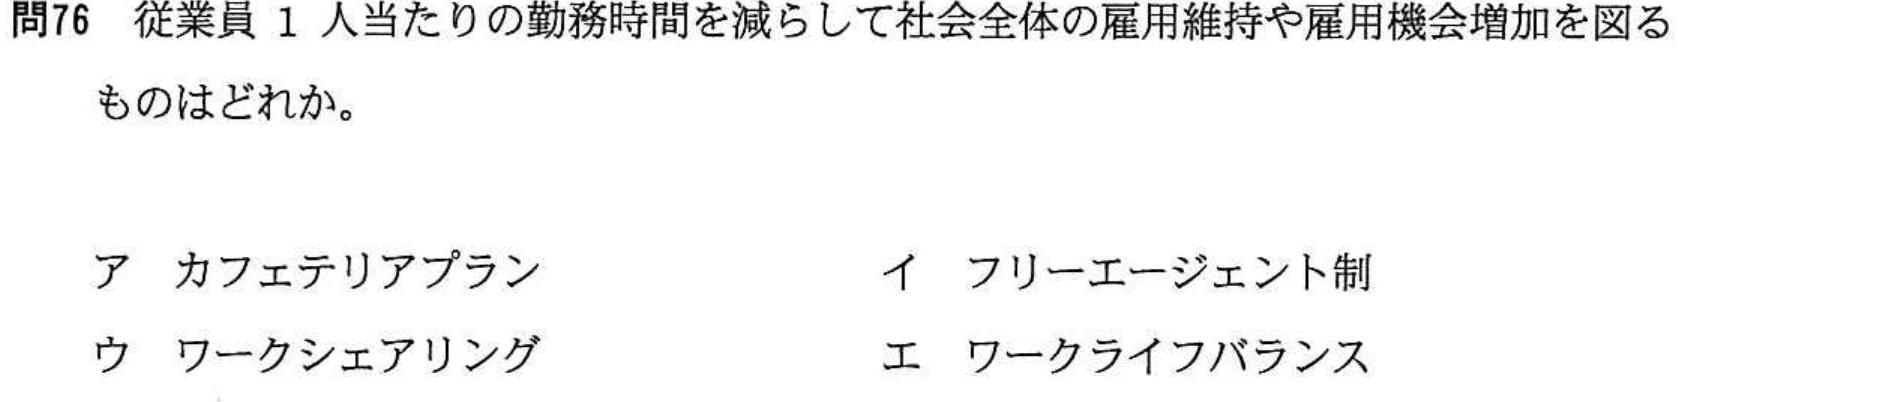 問76　従業員 1 人当たりの勤務時間を減らして社会全体の雇用維持や雇用機会増加を図る
ものはどれか。
ア　カフェテリアプラン　イ　フリーエージェント制
ウ　ワークシェアリング　エ　ワークライフバランス